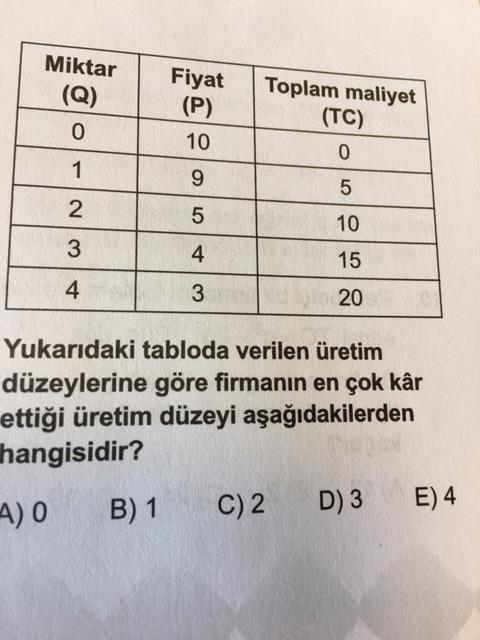 Miktar (Q) Fiyat (P) Toplam maliyet (TC)
0 10 0
1 9 5
2 5 10
3 4 15
4 3 20
Yukarıdaki tabloda verilen üretim
düzeylerine göre firmanın en çok kâr
ettiği üretim düzeyi aşağıdakilerden
hangisidir?
A) 0 B) 1 C) 2 D) 3 E) 4